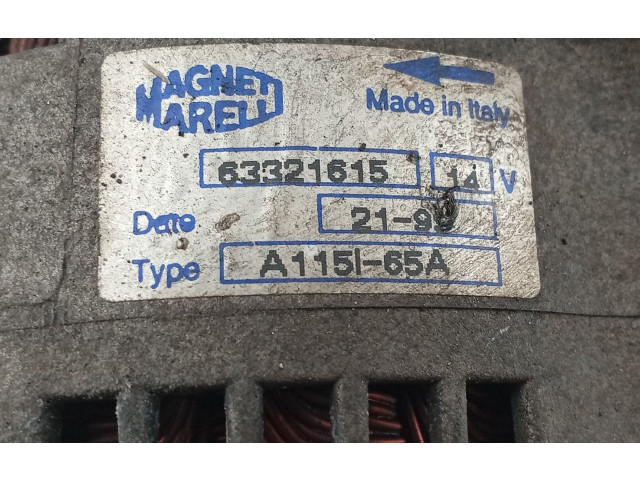 MAGNETI
MARELLI
Made in Italy
63321615 14 V
Date
Type A115I-65A